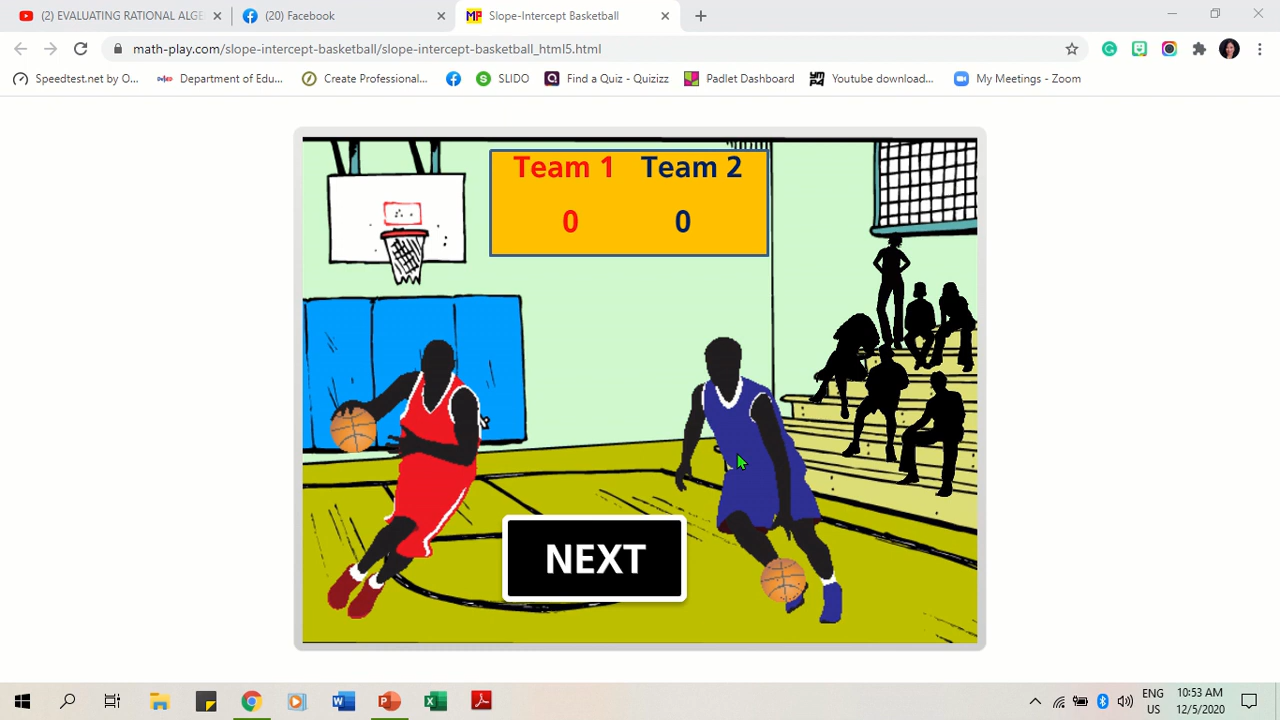 (2) EVALUATING RATIONAL ALGE
(20) Facebook
MP Slope-Intercept Basketball
math-play.com/slope-intercept-basketball/slope-intercept-basketball_html5.html
Speedtest.net by O...
Department of Edu...
Create Professional...
SLIDO
Find a Quiz - Quizizz
Padlet Dashboard
Youtube download...
My Meetings - Zoom
Team 1 Team 2
0 0
NEXT
ENG 10:53 AM
US 12/5/2020